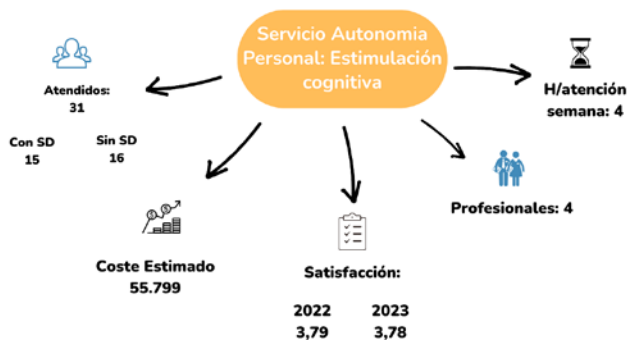 Servicio Autonomia
Personal: Estimulación
cognitiva
Atendidos:
31
Con SD
15
Sin SD
16
H/atención
semana: 4
Profesionales: 4
Coste Estimado
55.799
Satisfacción:
2022
3,79
2023
3,78